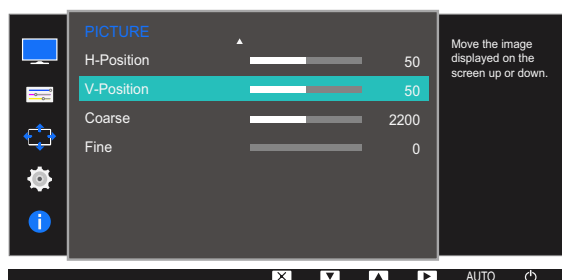 PICTURE
H-Position 50
V-Position 50
Coarse 2200
Fine 0
Move the image
displayed on the
screen up or down.
AUTO